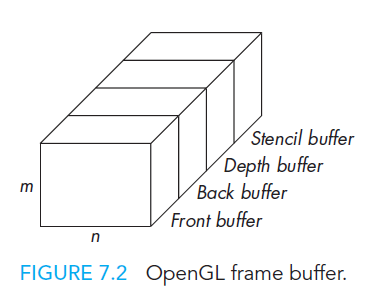 Stencil buffer
Depth buffer
m
Back buffer
Front buffer
n
FIGURE 7.2 OpenGL frame buffer.